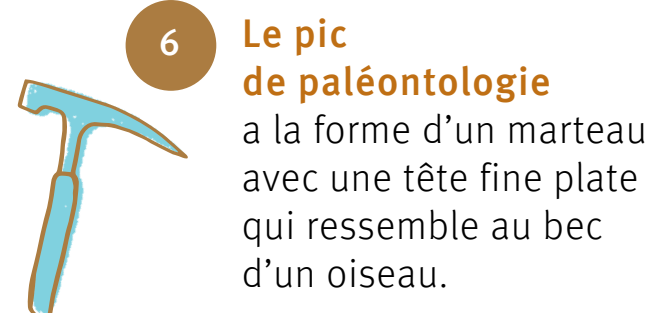 6
Le pic
de paléontologie
a la forme d’un marteau
avec une tête fine plate
qui ressemble au bec
d’un oiseau.